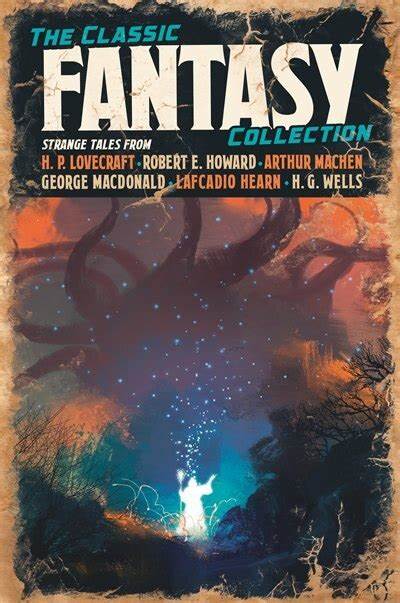 THE CLASSIC
FANTASY
COLLECTION
STRANGE TALES FROM
H. P. LOVECRAFT · ROBERT E. HOWARD · ARTHUR MACHEN
GEORGE MACDONALD · LAFCADIO HEARN · H. G. WELLS